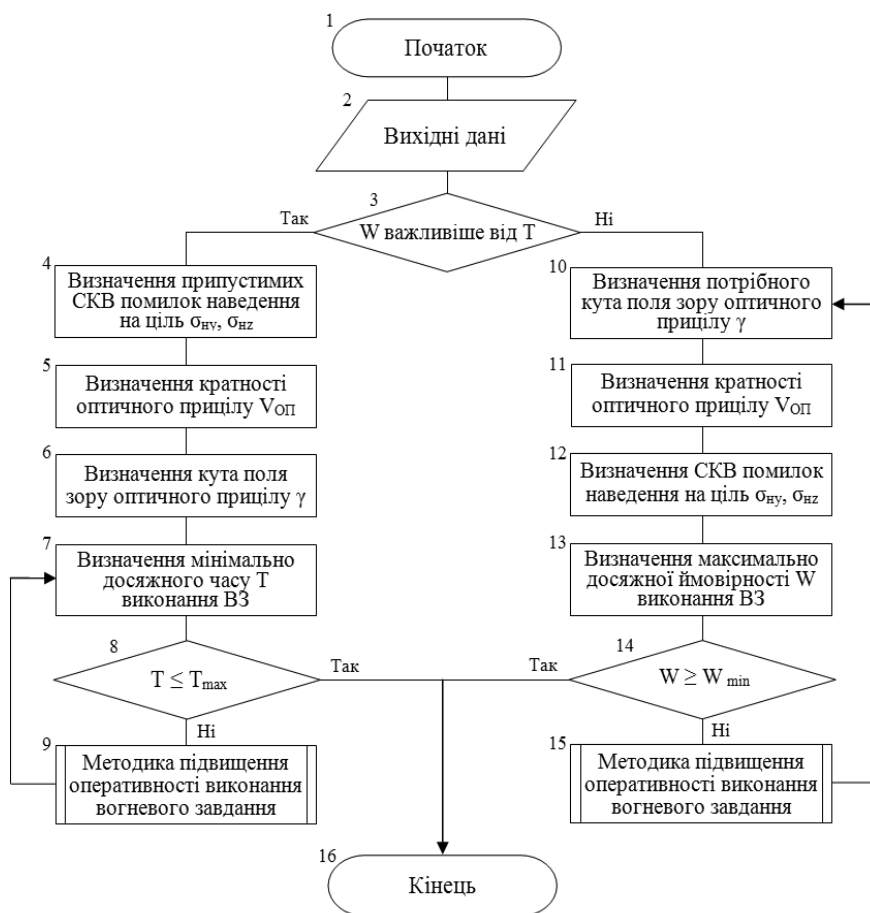 1
Початок
2
Вихідні дані
3
W важливіше від T
Так
Ні
4
Визначення припустимих
СКВ помилок наведення
на ціль σну, σнz
5
Визначення кратності
оптичного прицілу VОП
6
Визначення кута поля
зору оптичного прицілу γ
7
Визначення мінімально
досяжного часу T
виконання ВЗ
8
T ≤ Tmax
Так
Ні
9
Методика підвищення
оперативності виконання
вогневого завдання
10
Визначення потрібного
кута поля зору оптичного
прицілу γ
11
Визначення кратності
оптичного прицілу VОП
12
Визначення СКВ помилок
наведення на ціль σну, σнz
13
Визначення максимально
досяжної ймовірності W
виконання ВЗ
14
W ≥ W min
Так
Ні
15
Методика підвищення
оперативності виконання
вогневого завдання
16
Кінець